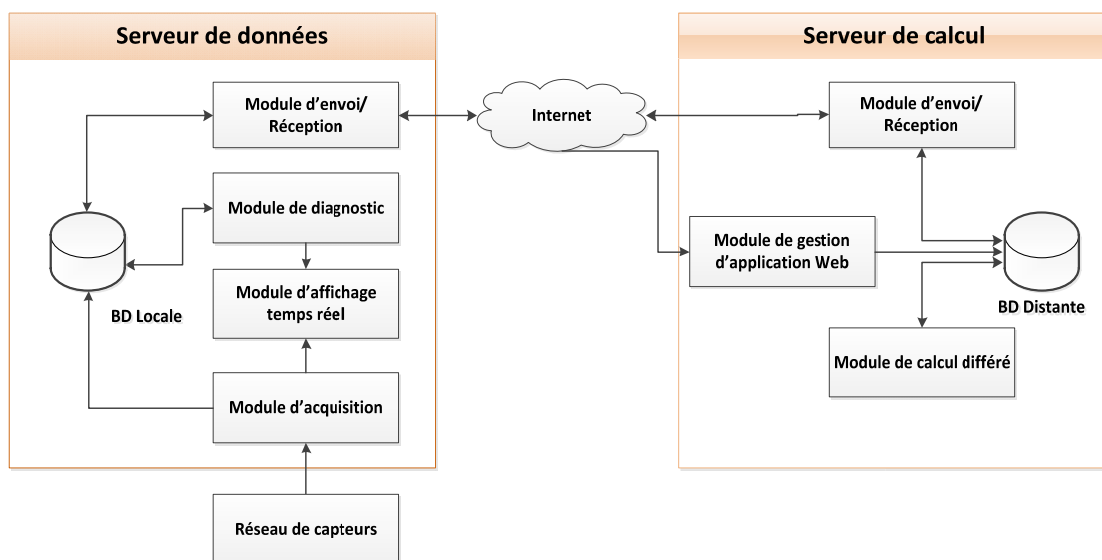 Serveur de données
Module d'envoi/
Réception
Module de diagnostic
Module d'affichage
temps réel
BD Locale
Module d'acquisition
Réseau de capteurs
Internet
Serveur de calcul
Module d'envoi/
Réception
Module de gestion
d'application Web
BD Distante
Module de calcul différé